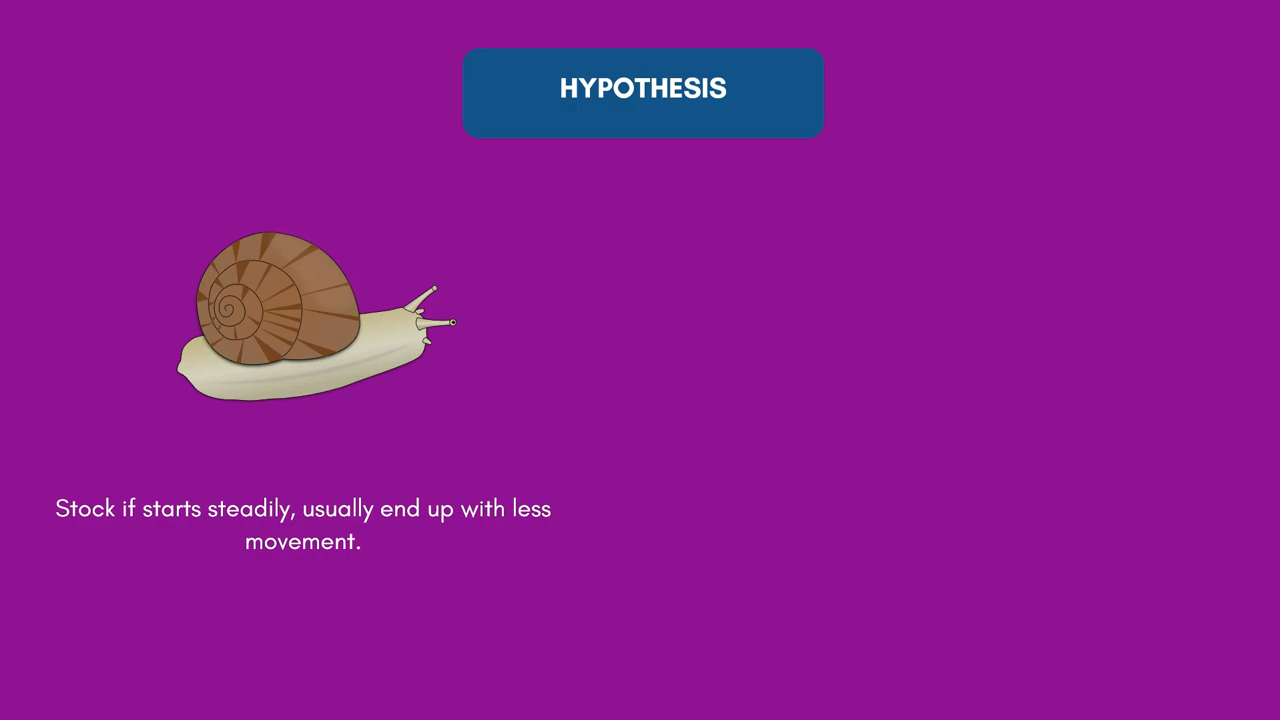 HYPOTHESIS
Stock if starts steadily, usually end up with less
movement.